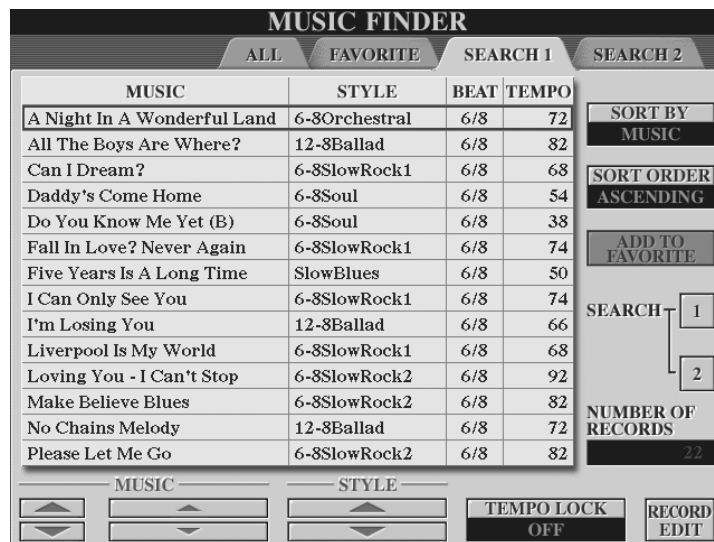 MUSIC FINDER
ALL FAVORITE SEARCH 1 SEARCH 2
MUSIC STYLE BEAT TEMPO
A Night In A Wonderful Land 6-8Orchestral 6/8 72
All The Boys Are Where? 12-8Ballad 6/8 82
Can I Dream? 6-8SlowRock1 6/8 68
Daddy's Come Home 6-8Soul 6/8 54
Do You Know Me Yet (B) 6-8Soul 6/8 38
Fall In Love? Never Again 6-8SlowRock1 6/8 74
Five Years Is A Long Time SlowBlues 6/8 50
I Can Only See You 6-8SlowRock1 6/8 74
I'm Losing You 12-8Ballad 6/8 66
Liverpool Is My World 6-8SlowRock1 6/8 68
Loving You - I Can't Stop 6-8SlowRock2 6/8 92
Make Believe Blues 6-8SlowRock2 6/8 82
No Chains Melody 12-8Ballad 6/8 72
Please Let Me Go 6-8SlowRock2 6/8 82
SORT BY
MUSIC
SORT ORDER
ASCENDING
ADD TO
FAVORITE
SEARCH 1
2
NUMBER OF
RECORDS
22
MUSIC STYLE
TEMPO LOCK
OFF
RECORD
EDIT